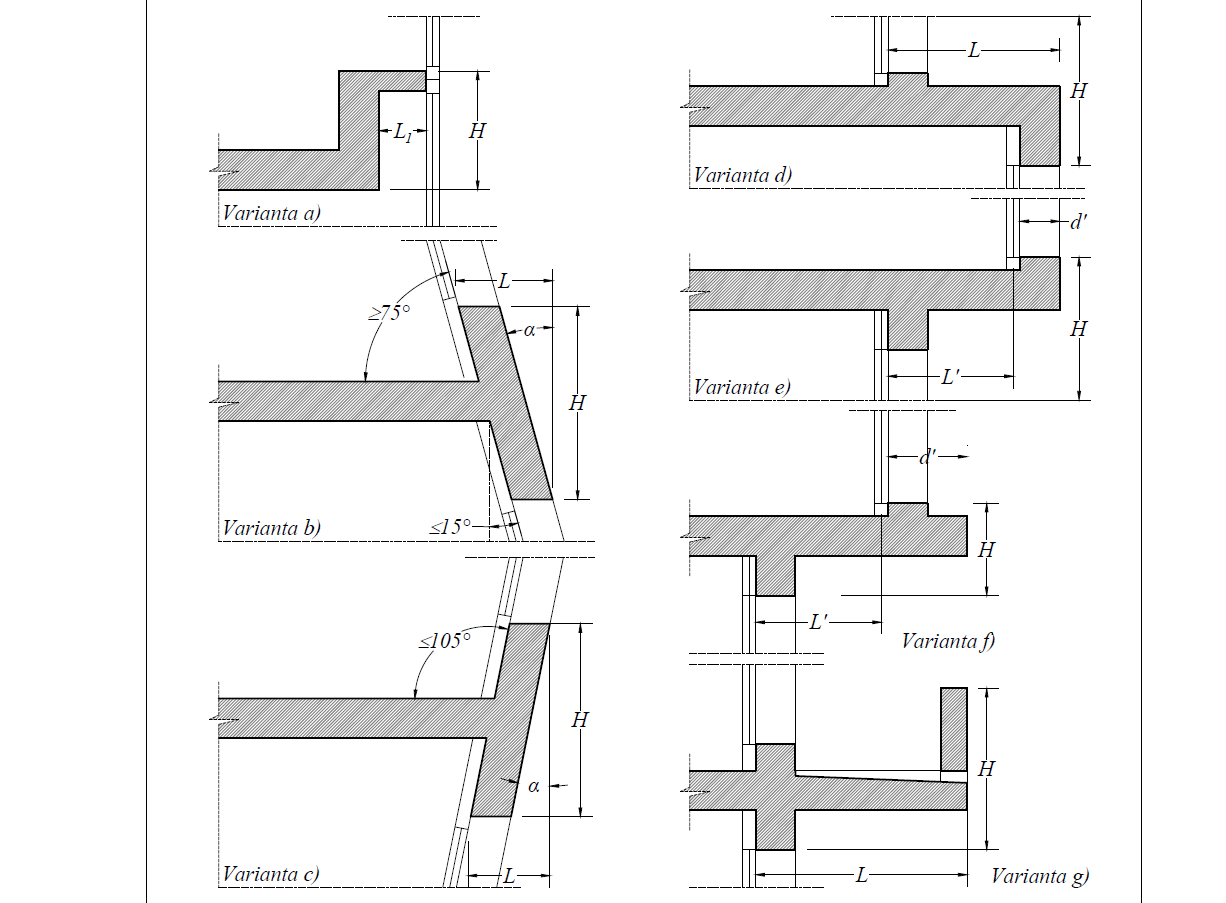 L1
H
Varianta a)
L
≥75°
α
H
≤15°
Varianta b)
≤105°
H
α
L
Varianta c)
L
H
Varianta d)
d'
H
L'
Varianta e)
d'
H
L'
Varianta f)
H
L
Varianta g)